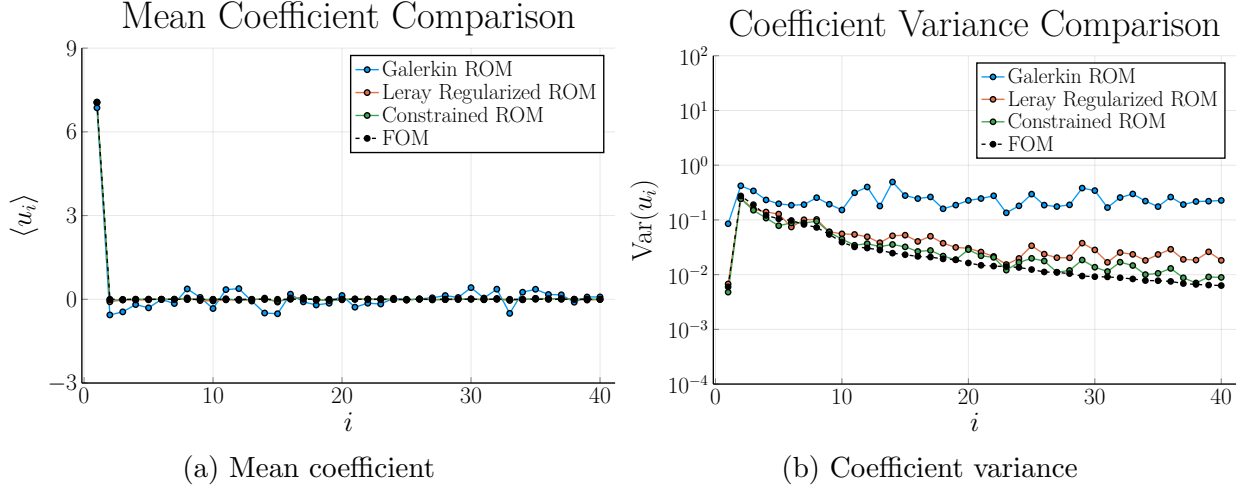 Mean Coefficient Comparison
9
6
3
0
−3
⟨u_i⟩
0
10
20
30
40
i
Galerkin ROM
Leray Regularized ROM
Constrained ROM
FOM
(a) Mean coefficient
Coefficient Variance Comparison
10^2
10^1
10^0
10^−1
10^−2
10^−3
10^−4
Var(u_i)
0
10
20
30
40
i
Galerkin ROM
Leray Regularized ROM
Constrained ROM
FOM
(b) Coefficient variance